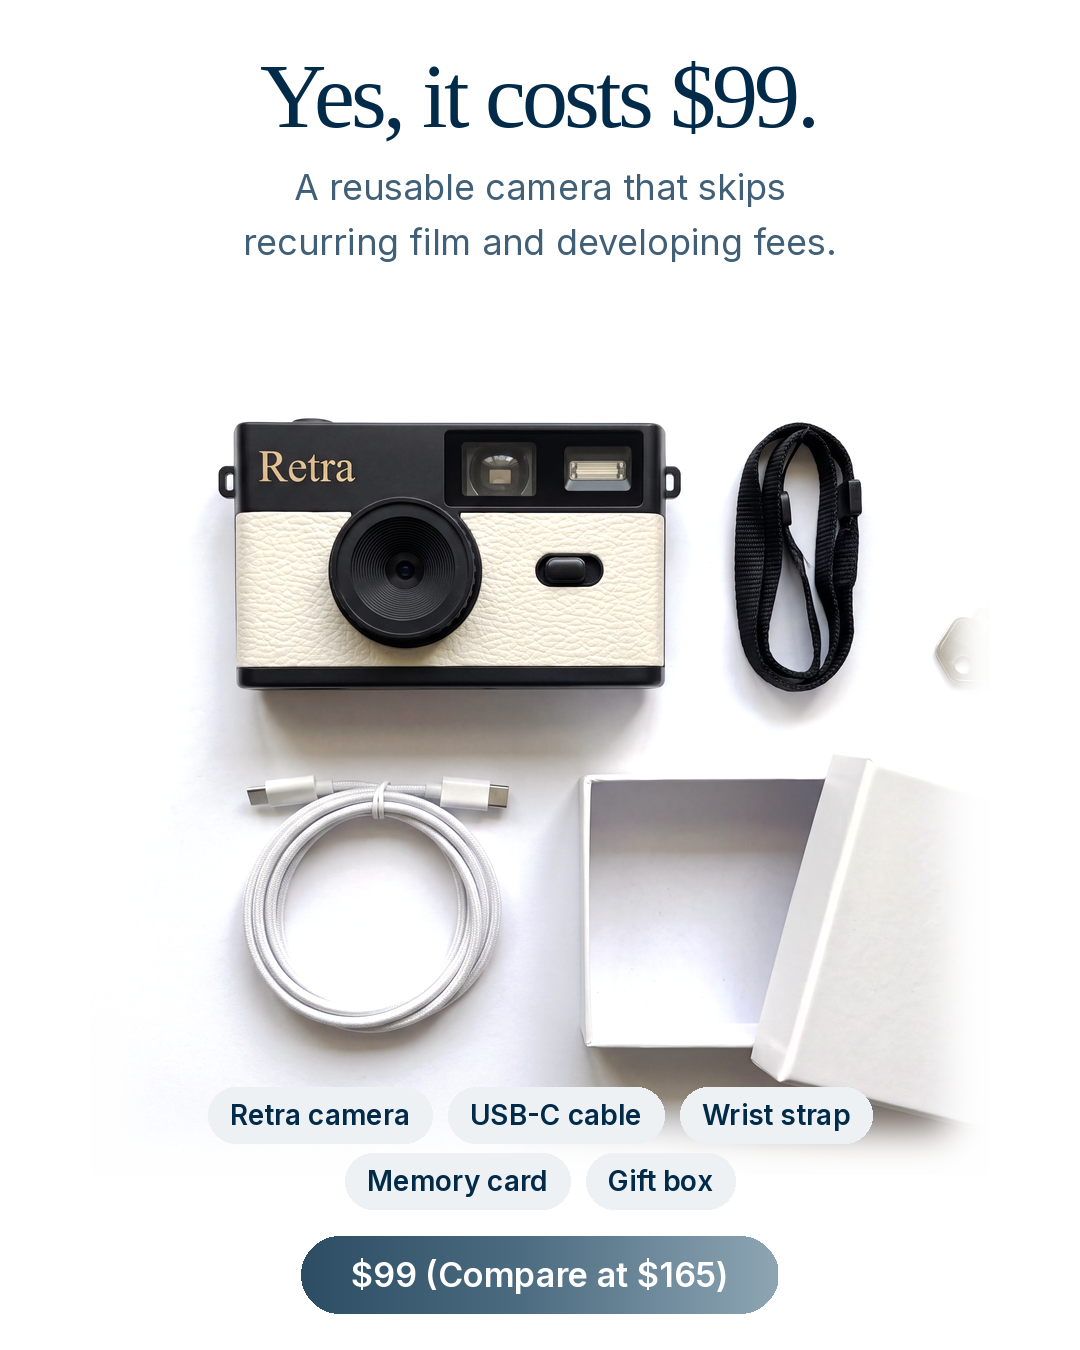 Yes, it costs $99.
A reusable camera that skips
recurring film and developing fees.
Retra
Retra camera
USB-C cable
Wrist strap
Memory card
Gift box
$99 (Compare at $165)